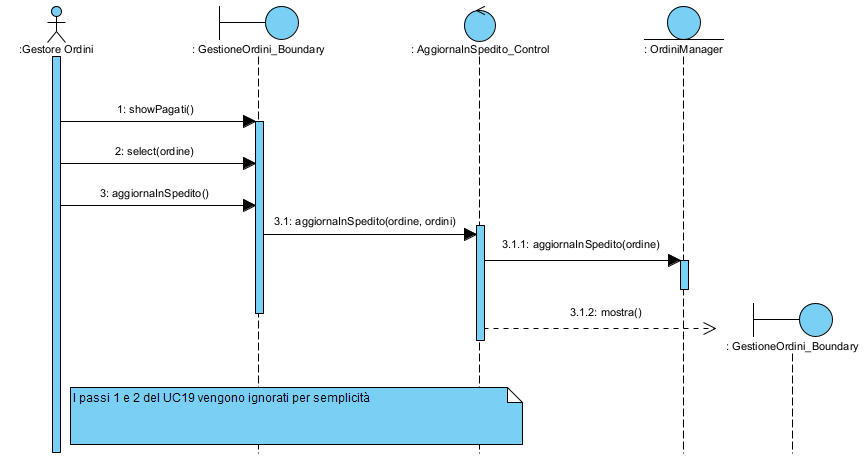 :Gestore Ordini
: GestioneOrdini_Boundary
: AggiornaInSpedito_Control
: OrdiniManager
1: showPagati()
2: select(ordine)
3: aggiornaInSpedito()
3.1: aggiornaInSpedito(ordine, ordini)
3.1.1: aggiornaInSpedito(ordine)
3.1.2: mostra()
: GestioneOrdini_Boundary
I passi 1 e 2 del UC19 vengono ignorati per semplicità